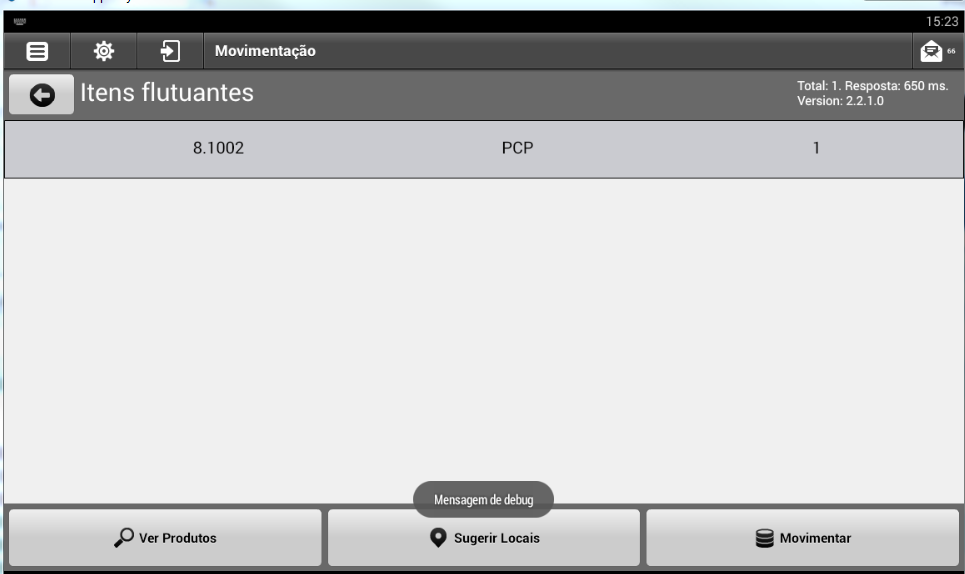 15:23
Movimentação
66
Itens flutuantes
Total: 1. Resposta: 650 ms.
Version: 2.2.1.0
8.1002 PCP 1
Mensagem de debug
Ver Produtos
Sugerir Locais
Movimentar